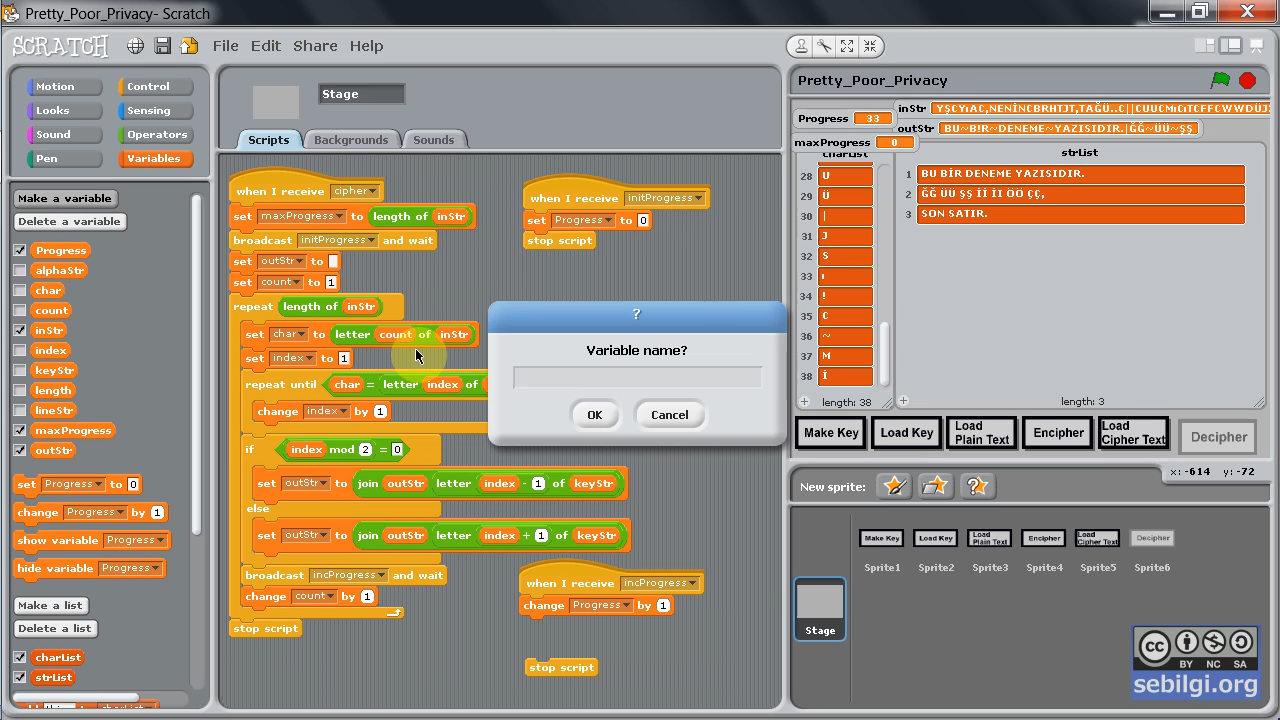 Pretty_Poor_Privacy- Scratch
SCRATCH File Edit Share Help
Motion Control
Looks Sensing
Sound Operators
Pen Variables
Make a variable
Delete a variable
Progress
alphaStr
char
count
inStr
index
keyStr
length
lineStr
maxProgress
outStr
set Progress to 0
change Progress by 1
show variable Progress
hide variable Progress
Make a list
Delete a list
charList
strList
Stage
Scripts Backgrounds Sounds
when I receive cipher
set maxProgress to length of inStr
broadcast initProgress and wait
set outStr to
set count to 1
repeat length of inStr
set char to letter count of inStr
set index to 1
repeat until char = letter index of
change index by 1
if index mod 2 = 0
set outStr to join outStr letter index - 1 of keyStr
else
set outStr to join outStr letter index + 1 of keyStr
broadcast incProgress and wait
change count by 1
stop script
when I receive initProgress
set Progress to 0
stop script
when I receive incProgress
change Progress by 1
stop script
?
Variable name?
OK Cancel
Pretty_Poor_Privacy
Progress 33
inStr
outStr BU~BİR~DENEME~YAZISIDIR.|ĞĞ~ÜÜ~ŞŞ
maxProgress 0
charList
28 U
29 Ü
30 |
31 J
32 S
33 ı
34 !
35 C
36 ~
37 M
38 İ
length: 38
strList
1 BU BİR DENEME YAZISIDIR.
2 ĞĞ ÜÜ ŞŞ İİ II ÖÖ ÇÇ,
3 SON SATIR.
length: 3
Make Key
Load Key
Load Plain Text
Encipher
Load Cipher Text
Decipher
x: -614 y: -72
New sprite:
Make Key Load Key Load Plain Text Encipher Load Cipher Text Decipher
Sprite1 Sprite2 Sprite3 Sprite4 Sprite5 Sprite6
Stage
CC BY NC SA
sebilgi.org